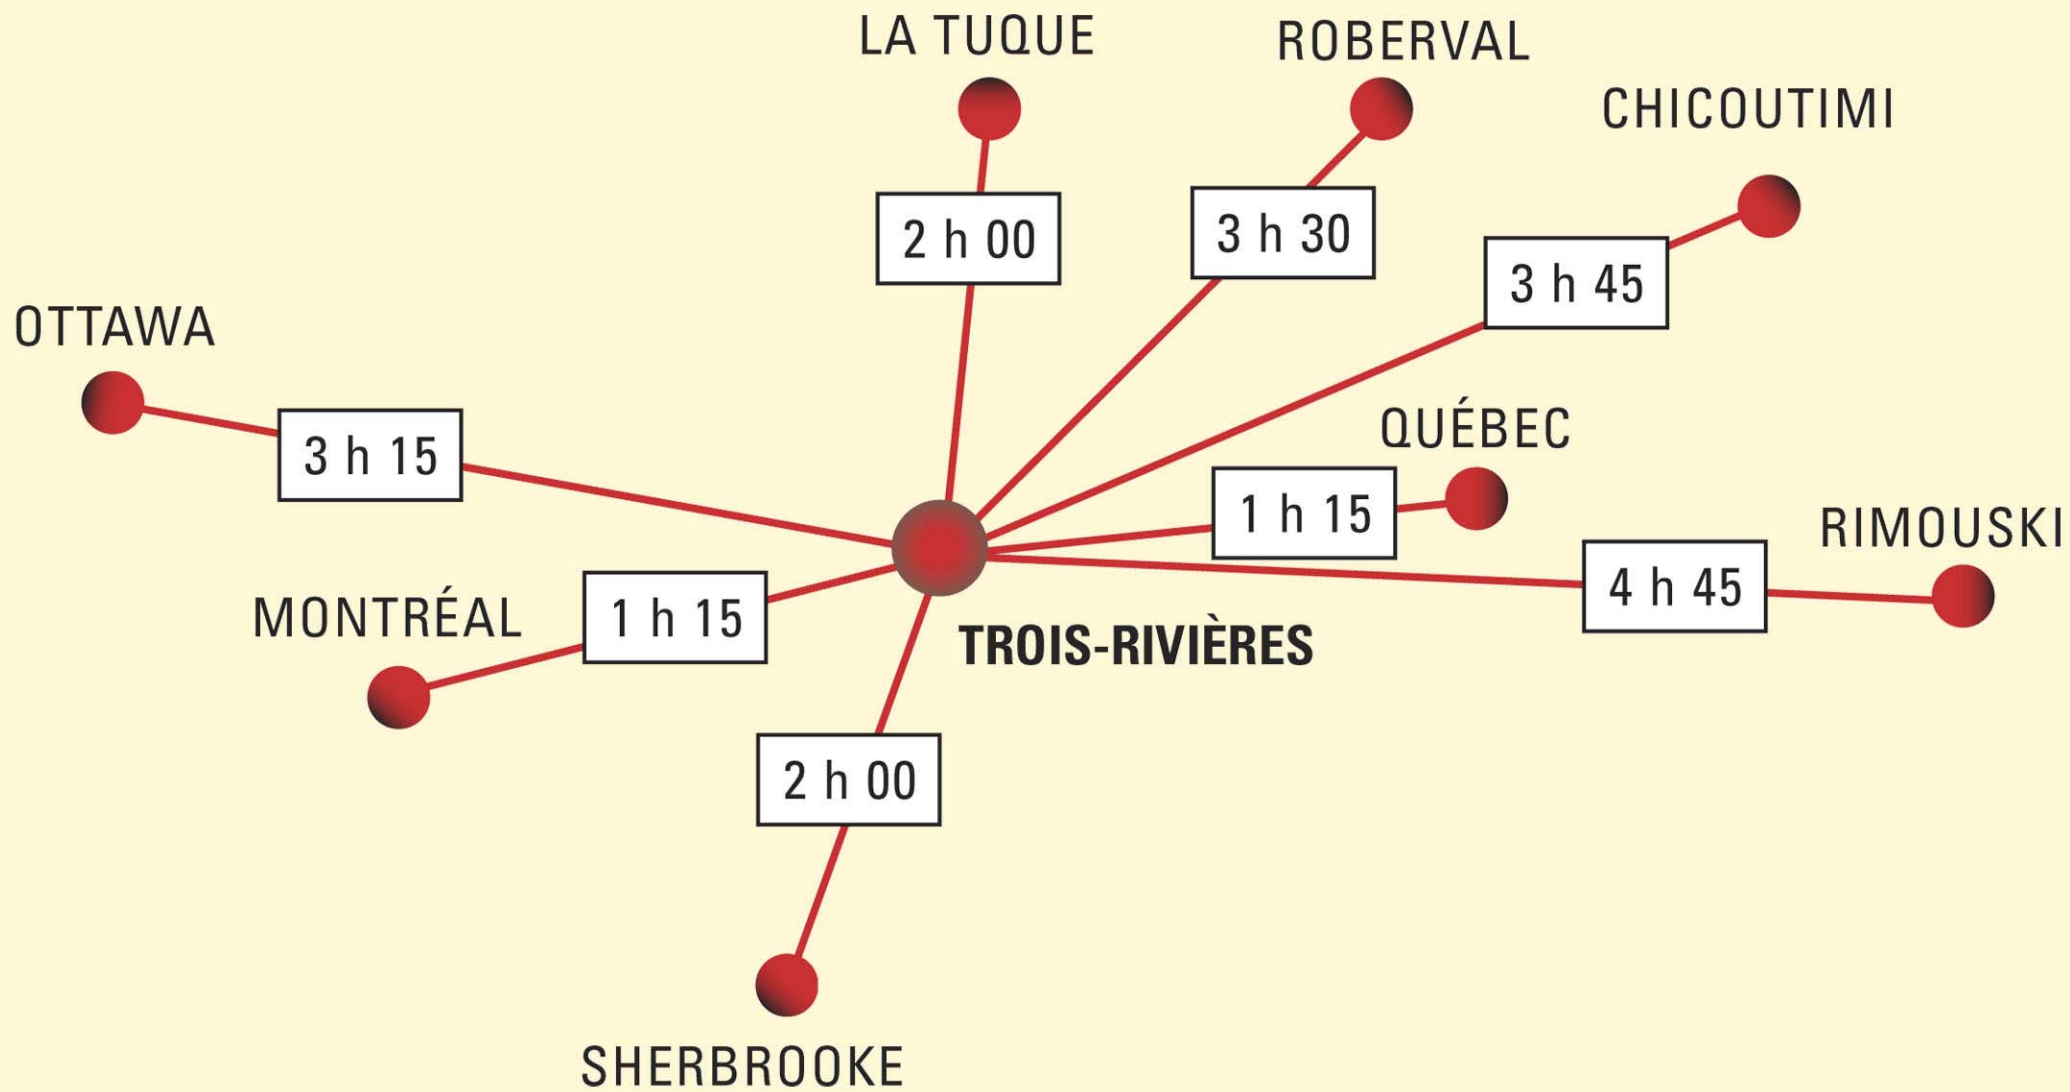 LA TUQUE
ROBERVAL
CHICOUTIMI
2 h 00
3 h 30
3 h 45
OTTAWA
3 h 15
QUÉBEC
1 h 15
RIMOUSKI
4 h 45
MONTRÉAL
1 h 15
TROIS-RIVIÈRES
2 h 00
SHERBROOKE